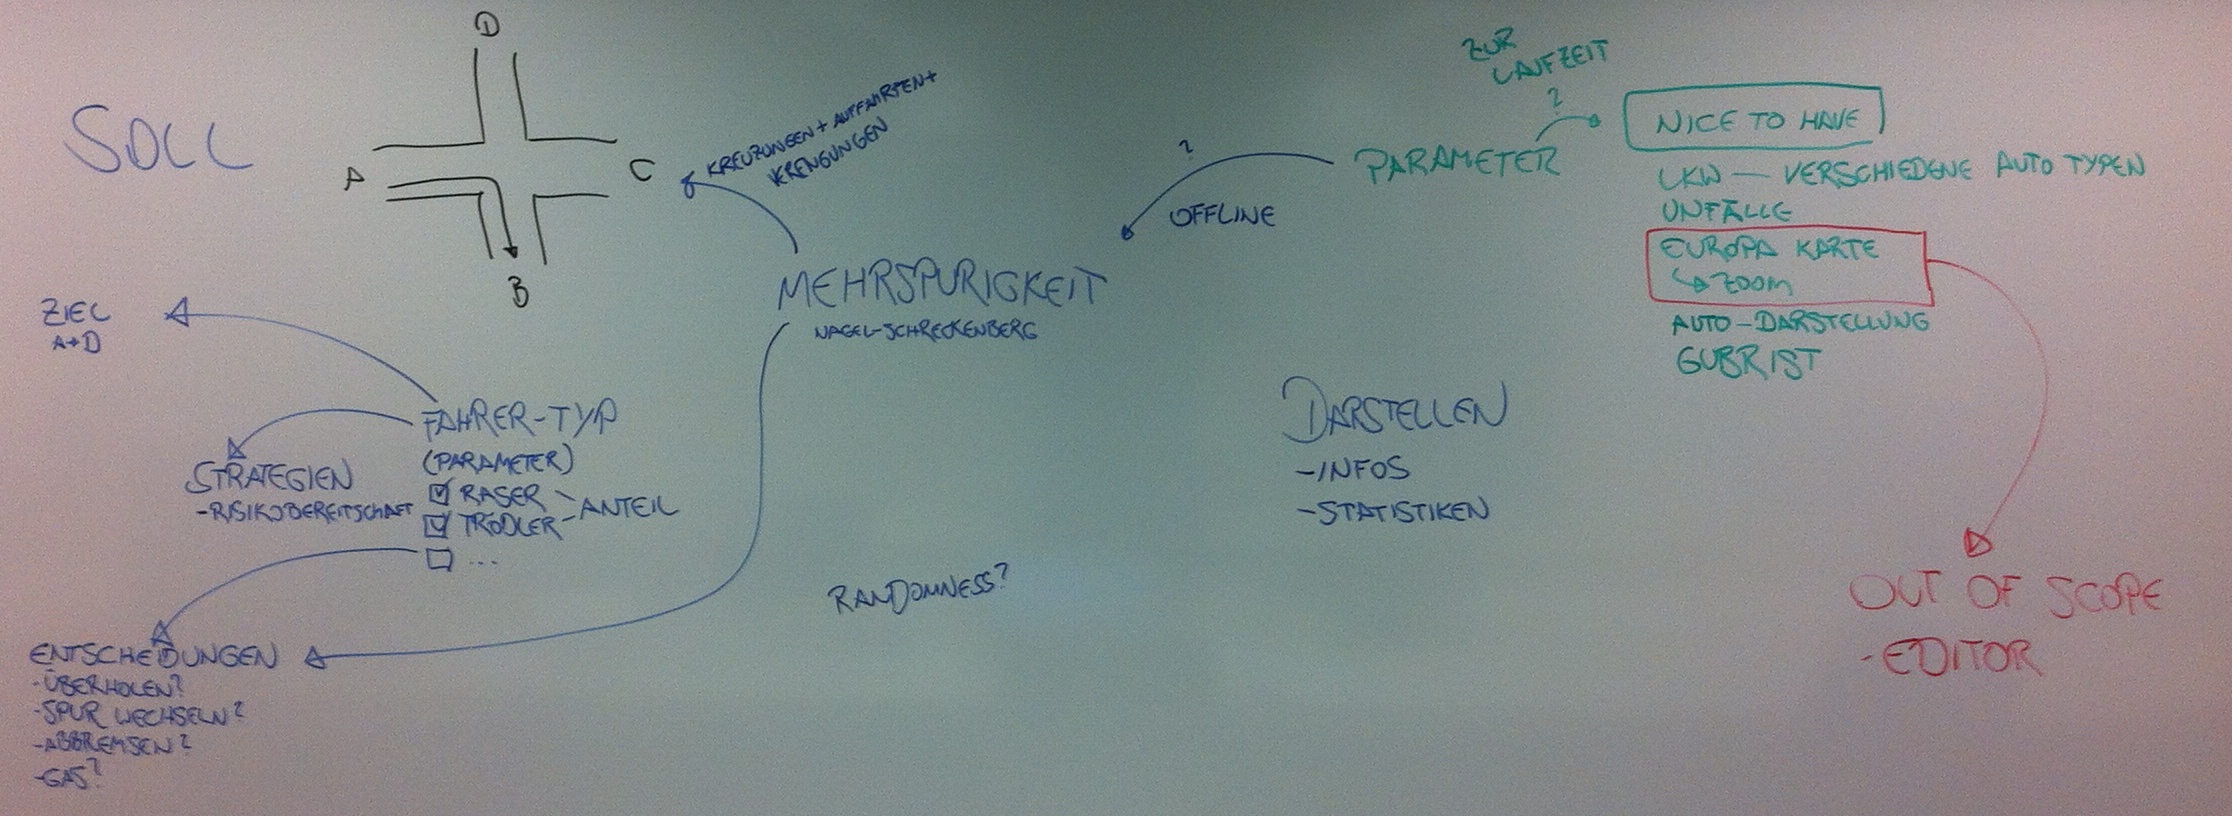 SOLL
D
A
C
B
KREUZUNGEN + AUFFAHRTEN +
ZUR
LAUFZEIT
?
NICE TO HAVE
PARAMETER
?
OFFLINE
LKW — VERSCHIEDENE AUTO TYPEN
UNFÄLLE
EUROPA KARTE
↳ ZOOM
AUTO-DARSTELLUNG
GUBRIST
MEHRSPURIGKEIT
NAGEL-SCHRECKENBERG
ZIEL
A→D
FAHRER-TYP
(PARAMETER)
☑ RASER
☑ TRÖDLER
☐ ...
ANTEIL
STRATEGIEN
-RISIKOBEREITSCHAFT
DARSTELLEN
-INFOS
-STATISTIKEN
RANDOMNESS?
ENTSCHEIDUNGEN
-ÜBERHOLEN?
-SPUR WECHSELN?
-ABBREMSEN?
-GAS?
OUT OF SCOPE
-EDITOR